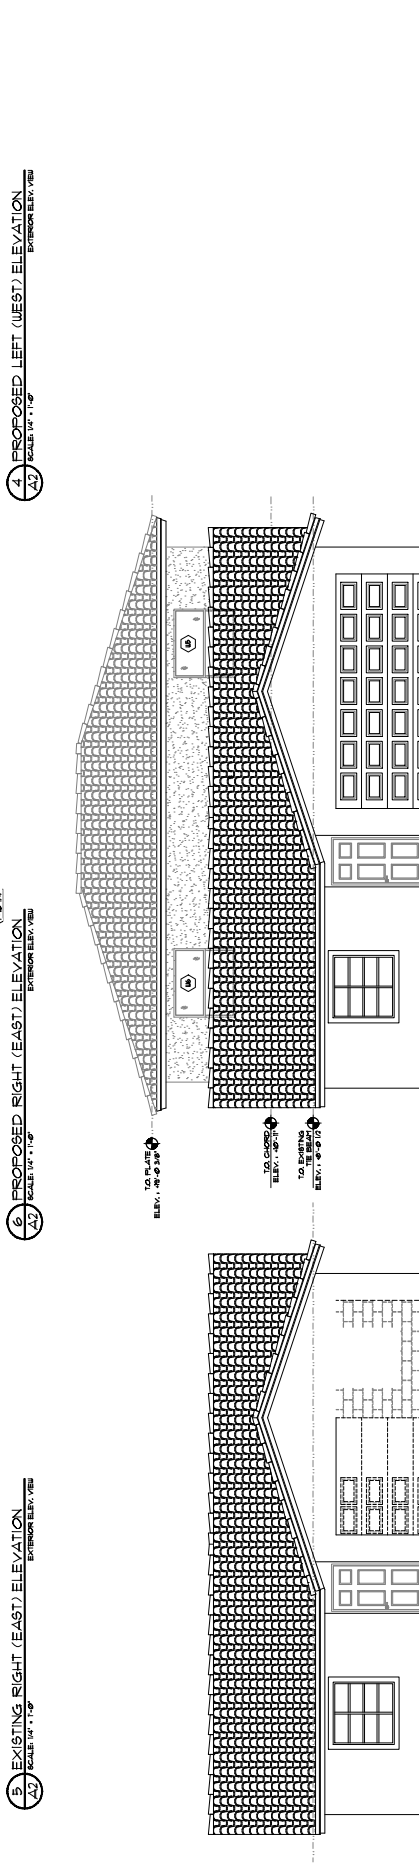 4
A2
PROPOSED LEFT (WEST) ELEVATION
SCALE: 1/4" = 1'-0"
EXTERIOR ELEV. VIEW
6
A2
PROPOSED RIGHT (EAST) ELEVATION
SCALE: 1/4" = 1'-0"
EXTERIOR ELEV. VIEW
T.O. PLATE
T.O. CHORD
T.O. EXISTING
TIE BEAM
5
A2
EXISTING RIGHT (EAST) ELEVATION
SCALE: 1/4" = 1'-0"
EXTERIOR ELEV. VIEW